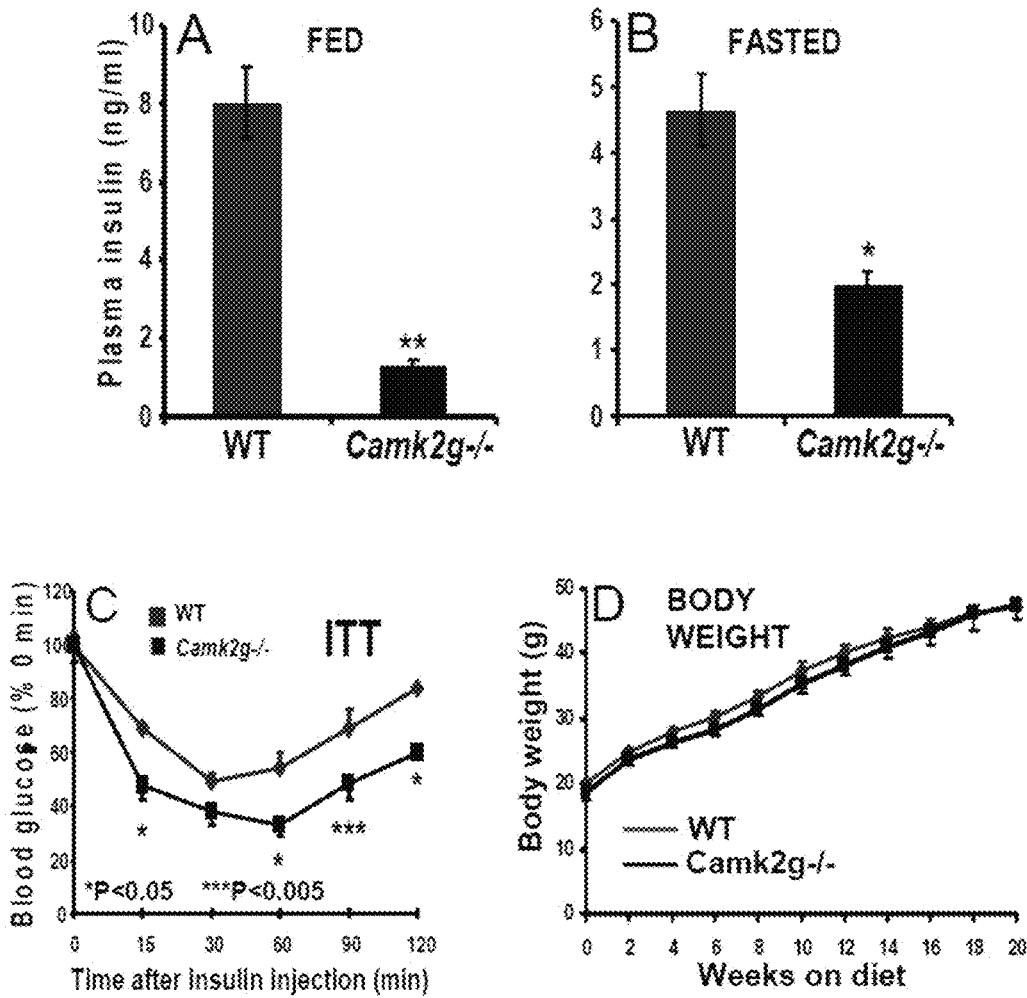 A
FED
Plasma insulin (ng/ml)
10
8
6
4
2
0
**
WT
Camk2g-/-
B
FASTED
6
5
4
3
2
1
0
*
WT
Camk2g-/-
C
WT
Camk2g-/-
ITT
Blood glucose (% 0 min)
120
100
80
60
40
20
0
*
*
***
*
*P<0.05
***P<0.005
0 15 30 60 90 120
Time after insulin injection (min)
D
BODY
WEIGHT
Body weight (g)
50
40
30
20
10
0
WT
Camk2g-/-
0 2 4 6 8 10 12 14 16 18 20
Weeks on diet